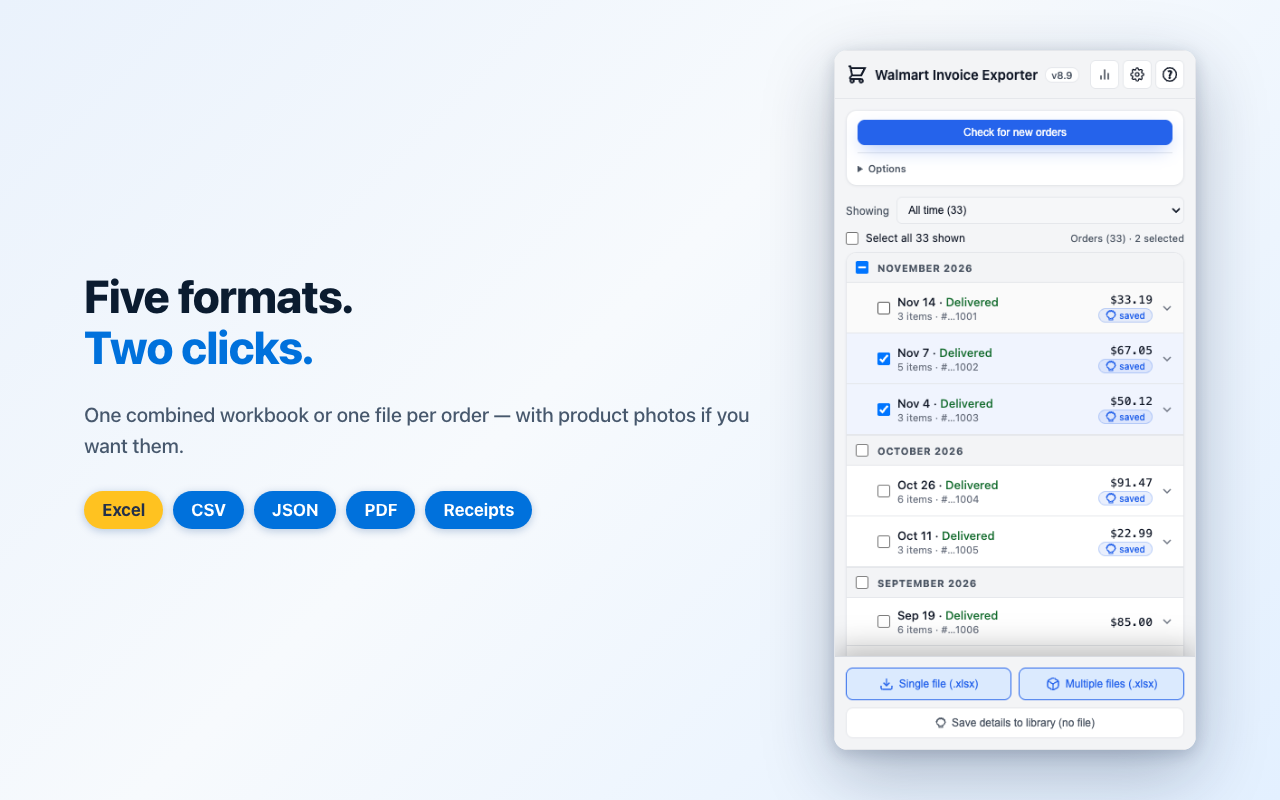 Five formats.
Two clicks.
One combined workbook or one file per order — with product photos if you
want them.
Excel
CSV
JSON
PDF
Receipts
Walmart Invoice Exporter
v8.9
Check for new orders
Options
Showing
All time (33)
Select all 33 shown
Orders (33) · 2 selected
NOVEMBER 2026
Nov 14 · Delivered
$33.19
3 items · #…1001
saved
Nov 7 · Delivered
$67.05
5 items · #…1002
saved
Nov 4 · Delivered
$50.12
3 items · #…1003
saved
OCTOBER 2026
Oct 26 · Delivered
$91.47
6 items · #…1004
saved
Oct 11 · Delivered
$22.99
3 items · #…1005
saved
SEPTEMBER 2026
Sep 19 · Delivered
$85.00
6 items · #…1006
Single file (.xlsx)
Multiple files (.xlsx)
Save details to library (no file)